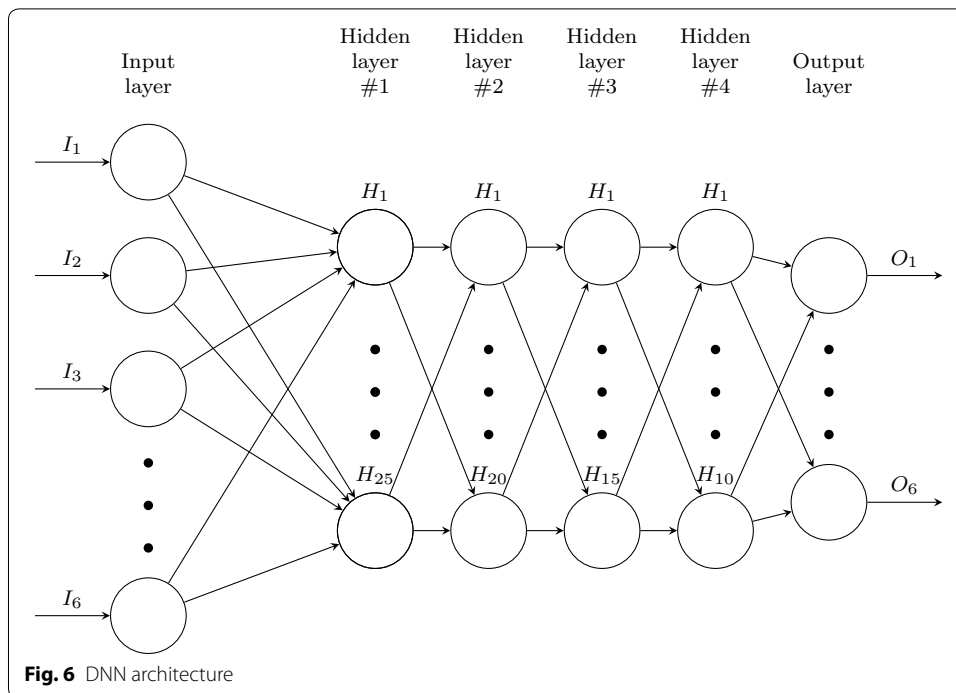 Input
layer
Hidden
layer
#1
Hidden
layer
#2
Hidden
layer
#3
Hidden
layer
#4
Output
layer
I₁
I₂
I₃
I₆
H₁
H₂₅
H₁
H₂₀
H₁
H₁₅
H₁
H₁₀
O₁
O₆
Fig. 6 DNN architecture